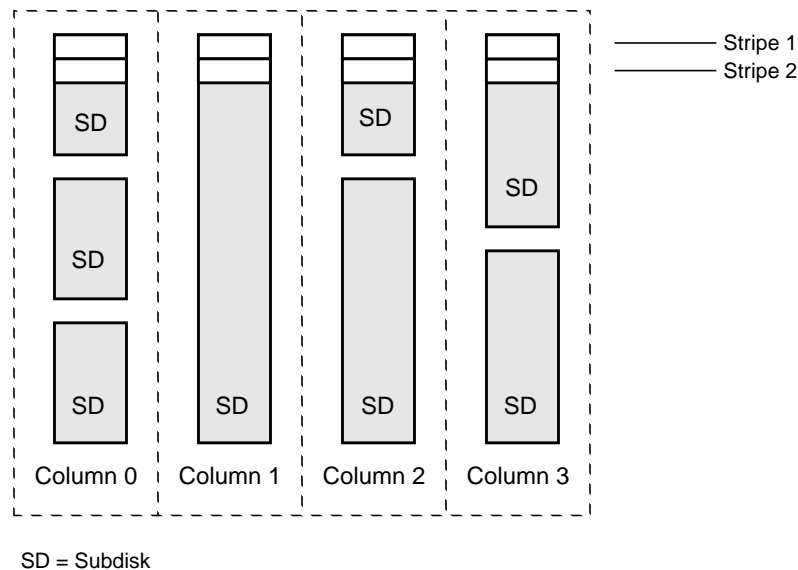 Stripe 1
Stripe 2
SD
SD
SD
SD
SD
SD
SD
SD
Column 0
Column 1
Column 2
Column 3
SD = Subdisk